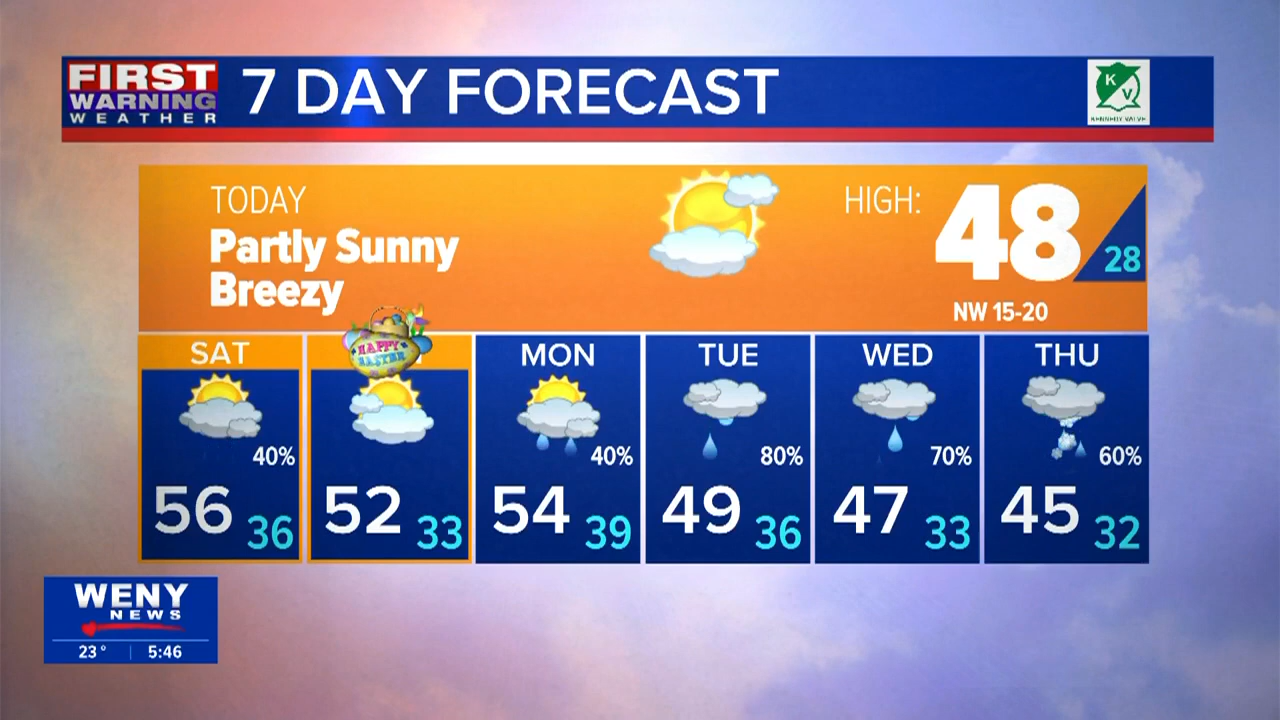 FIRST
WARNING
WEATHER
7 DAY FORECAST
K
V
KENNEDY VALVE
TODAY
Partly Sunny
Breezy
HIGH:
48
28
NW 15-20
SAT
HAPPY
EASTER
MON
TUE
WED
THU
40%
40%
80%
70%
60%
56 36
52 33
54 39
49 36
47 33
45 32
WENY
NEWS
23° 5:46